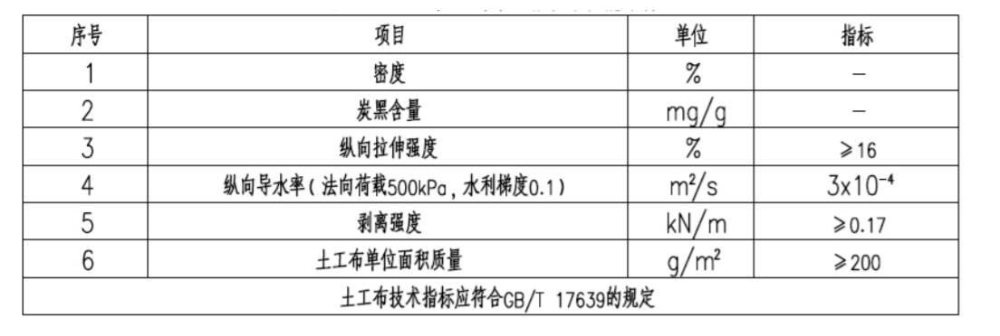 序号 项目 单位 指标
1 密度 % —
2 炭黑含量 mg/g —
3 纵向拉伸强度 % ≥16
4 纵向导水率(法向荷载500kPa,水利梯度0.1) m²/s 3x10⁻⁴
5 剥离强度 kN/m ≥0.17
6 土工布单位面积质量 g/m² ≥200
土工布技术指标应符合GB/T 17639的规定